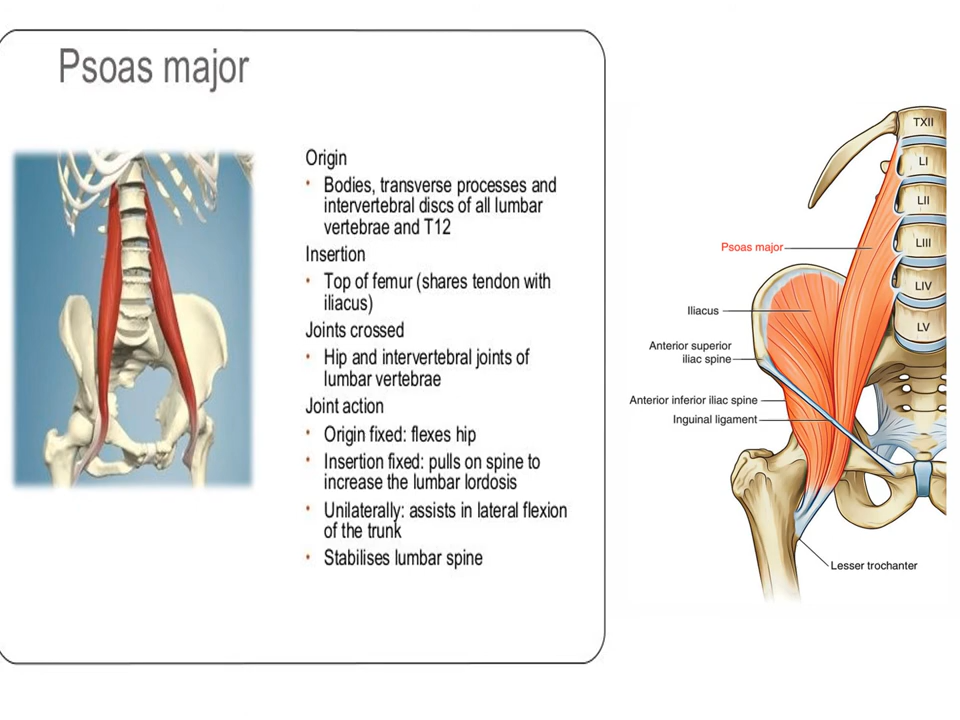 Psoas major
Origin
• Bodies, transverse processes and
intervertebral discs of all lumbar
vertebrae and T12
Insertion
• Top of femur (shares tendon with
iliacus)
Joints crossed
• Hip and intervertebral joints of
lumbar vertebrae
Joint action
• Origin fixed: flexes hip
• Insertion fixed: pulls on spine to
increase the lumbar lordosis
• Unilaterally: assists in lateral flexion
of the trunk
• Stabilises lumbar spine
TXII
LI
LII
LIII
LIV
LV
Psoas major
Iliacus
Anterior superior
iliac spine
Anterior inferior iliac spine
Inguinal ligament
Lesser trochanter